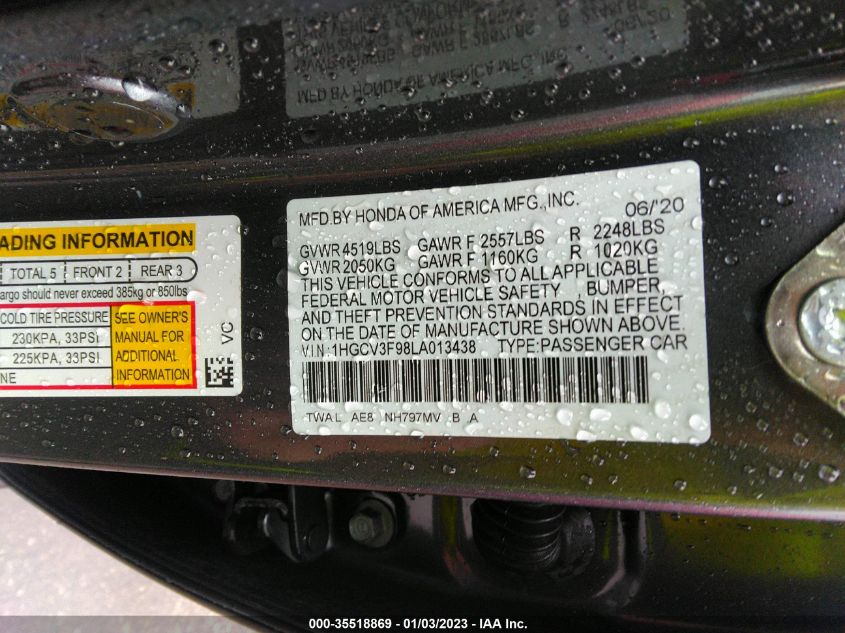 MFD BY HONDA OF AMERICA MFG., INC.
ADING INFORMATION
TOTAL 5 FRONT 2 REAR 3
argo should never exceed 385kg or 850lbs
COLD TIRE PRESSURE
230KPA, 33PSI
225KPA, 33PSI
NE
SEE OWNER'S
MANUAL FOR
ADDITIONAL
INFORMATION
VC
MFD.BY HONDA OF AMERICA MFG.,INC. 06/'20
GVWR 4519LBS GAWR F 2557LBS R 2248LBS
GVWR 2050KG GAWR F 1160KG R 1020KG
THIS VEHICLE CONFORMS TO ALL APPLICABLE
FEDERAL MOTOR VEHICLE SAFETY , BUMPER,
AND THEFT PREVENTION STANDARDS IN EFFECT
ON THE DATE OF MANUFACTURE SHOWN ABOVE.
V.I.N.:1HGCV3F98LA013438 TYPE:PASSENGER CAR
TWA L AE8 NH797MV B A
000-35518869 - 01/03/2023 - IAA Inc.